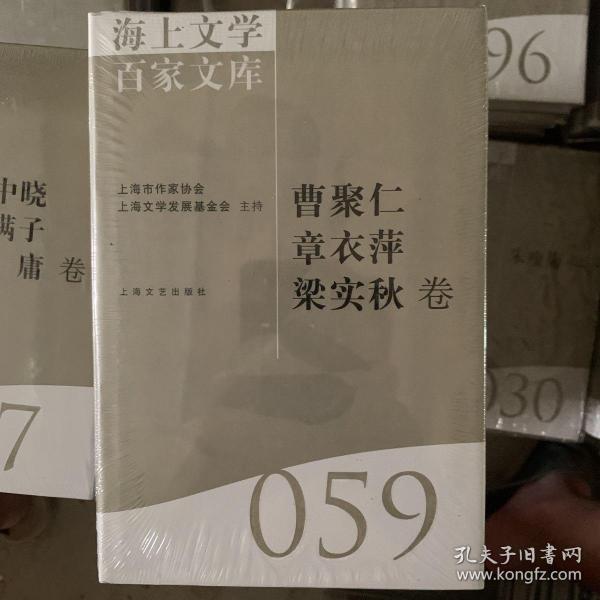 海上文学
百家文库
上海市作家协会
上海文学发展基金会 主持
曹聚仁
章衣萍
梁实秋 卷
上海文艺出版社
059
中晓
满子
庸 卷
7
96
030
孔夫子旧书网
www.kongfz.com